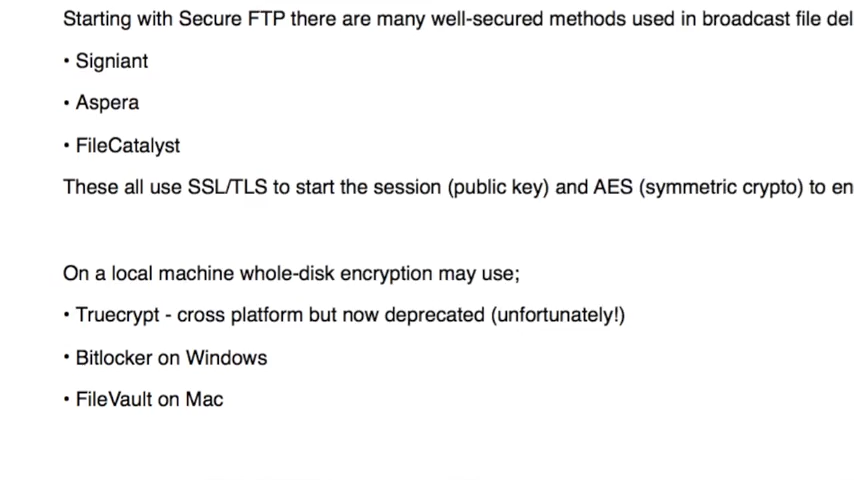 Starting with Secure FTP there are many well-secured methods used in broadcast file del
• Signiant
• Aspera
• FileCatalyst
These all use SSL/TLS to start the session (public key) and AES (symmetric crypto) to en
On a local machine whole-disk encryption may use;
• Truecrypt - cross platform but now deprecated (unfortunately!)
• Bitlocker on Windows
• FileVault on Mac